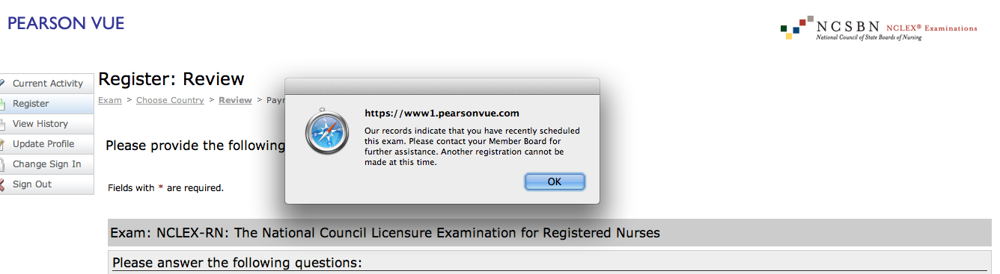 PEARSON VUE
NCSBN NCLEX® Examinations
National Council of State Boards of Nursing
Current Activity
Register
View History
Update Profile
Change Sign In
Sign Out
Register: Review
Exam > Choose Country > Review >
https://www1.pearsonvue.com
Our records indicate that you have recently scheduled
this exam. Please contact your Member Board for
further assistance. Another registration cannot be
made at this time.
OK
Please provide the following
Fields with * are required.
Exam: NCLEX-RN: The National Council Licensure Examination for Registered Nurses
Please answer the following questions: